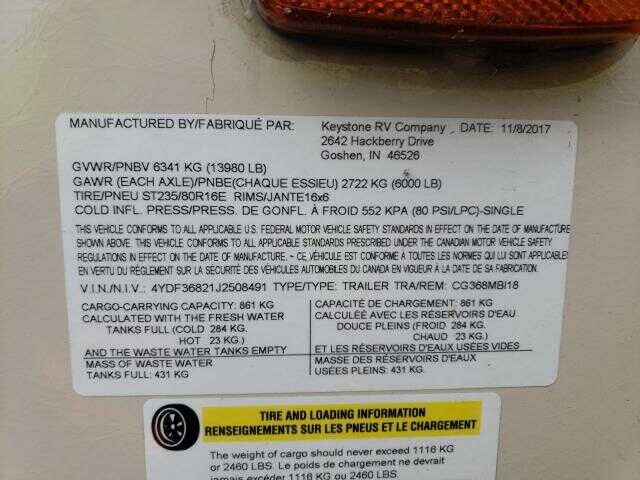 MANUFACTURED BY/FABRIQUÉ PAR: Keystone RV Company DATE: 11/8/2017
2642 Hackberry Drive
Goshen, IN 46526
GVWR/PNBV 6341 KG (13980 LB)
GAWR (EACH AXLE)/PNBE(CHAQUE ESSIEU) 2722 KG (6000 LB)
TIRE/PNEU ST235/80R16E RIMS/JANTE16x6
COLD INFL. PRESS/PRESS. DE GONFL. À FROID 552 KPA (80 PSI/LPC)-SINGLE
THIS VEHICLE CONFORMS TO ALL APPLICABLE U.S. FEDERAL MOTOR VEHICLE SAFETY STANDARDS IN EFFECT ON THE DATE OF MANUFACTURE
SHOWN ABOVE. THIS VEHICLE CONFORMS TO ALL APPLICABLE STANDARDS PRESCRIBED UNDER THE CANADIAN MOTOR VEHICLE SAFETY
REGULATIONS IN EFFECT ON THE DATE OF MANUFACTURE. ~ CE VÉHICULE EST CONFORME À TOUTES LES NORMES QUI LUI SONT APPLICABLES
EN VERTU DU RÈGLEMENT SUR LA SÉCURITÉ DES VÉHICULES AUTOMOBILES DU CANADA EN VIGUEUR À LA DATE DE SA FABRICATION.
V.I.N./N.I.V.: 4YDF36821J2508491 TYPE/TYPE: TRAILER TRA/REM: CG368MBI18
CARGO-CARRYING CAPACITY: 861 KG
CALCULATED WITH THE FRESH WATER
TANKS FULL (COLD 284 KG.
HOT 23 KG.)
AND THE WASTE WATER TANKS EMPTY
MASS OF WASTE WATER
TANKS FULL: 431 KG
CAPACITÉ DE CHARGEMENT: 861 KG
CALCULÉE AVEC LES RÉSERVOIRS D'EAU
DOUCE PLEINS (FROID 284 KG.
CHAUD 23 KG.)
ET LES RÉSERVOIRS D'EAUX USÉES VIDES
MASSE DES RÉSERVOIRS D'EAUX
USÉES PLEINS: 431 KG
TIRE AND LOADING INFORMATION
RENSEIGNEMENTS SUR LES PNEUS ET LE CHARGEMENT
The weight of cargo should never exceed 1116 KG
or 2460 LBS. Le poids de chargement ne devrait
jamais excéder 1116 KG ou 2460 LBS.